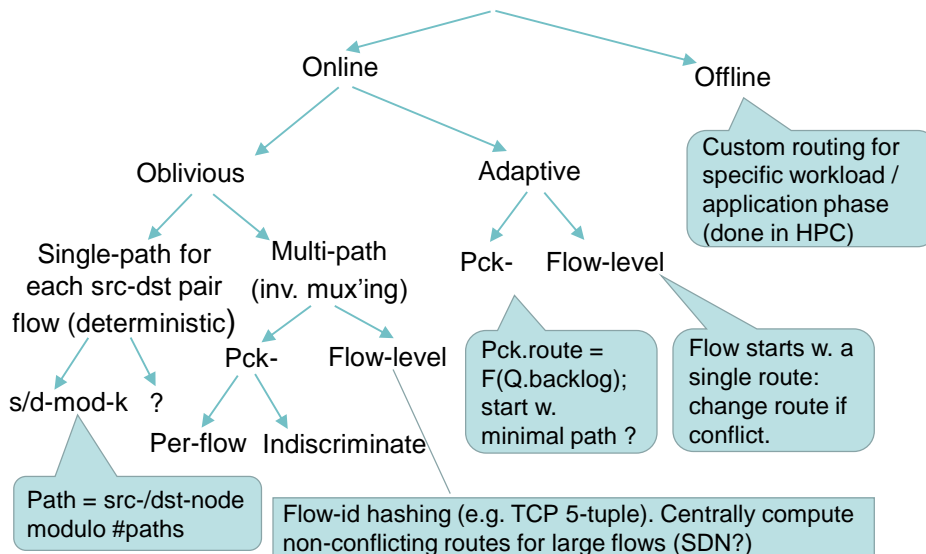 Online
Offline
Custom routing for
specific workload /
application phase
(done in HPC)
Oblivious
Adaptive
Single-path for
each src-dst pair
flow (deterministic)
Multi-path
(inv. mux'ing)
Pck-
Flow-level
Pck.route =
F(Q.backlog);
start w.
minimal path ?
Flow starts w. a
single route:
change route if
conflict.
s/d-mod-k
?
Pck-
Flow-level
Per-flow
Indiscriminate
Path = src-/dst-node
modulo #paths
Flow-id hashing (e.g. TCP 5-tuple). Centrally compute
non-conflicting routes for large flows (SDN?)